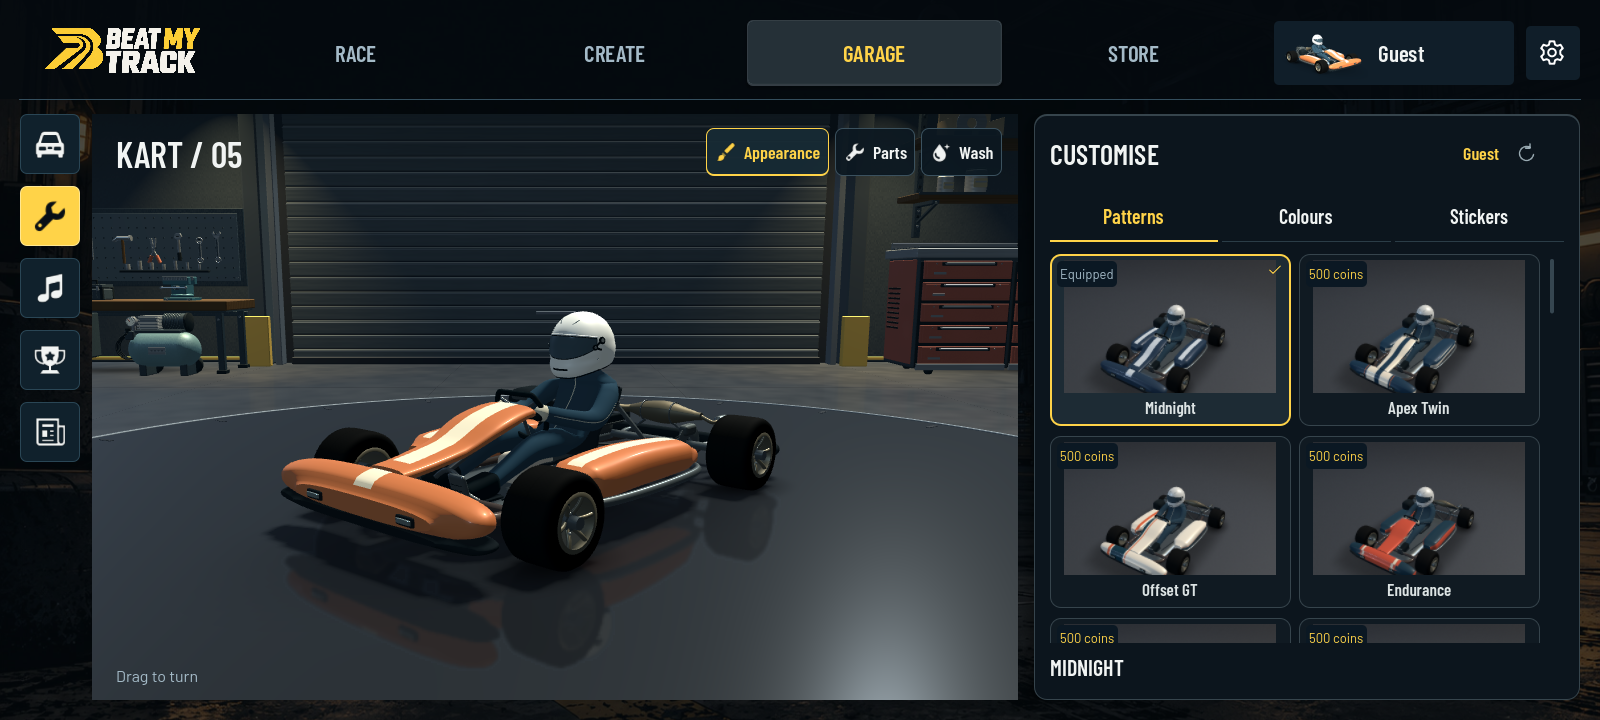 BEAT MY
TRACK
RACE
CREATE
GARAGE
STORE
Guest
KART / 05
Appearance
Parts
Wash
CUSTOMISE
Guest
Patterns
Colours
Stickers
Equipped
500 coins
Midnight
Apex Twin
500 coins
500 coins
Offset GT
Endurance
500 coins
500 coins
MIDNIGHT
Drag to turn